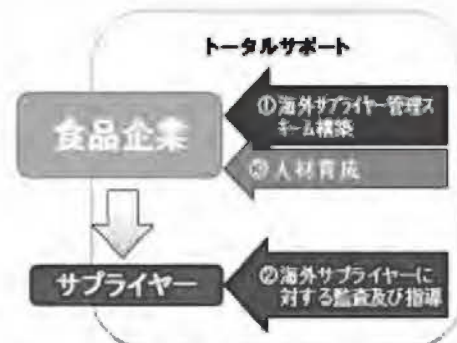 トータルサポート
食品企業
①海外サプライヤー管理ス
キーム構築
③人材育成
サプライヤー
②海外サプライヤーに
対する監査及び指導